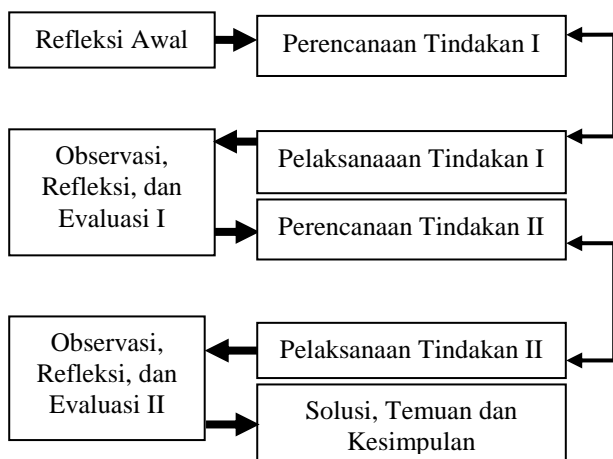 Refleksi Awal
Perencanaan Tindakan I
Observasi,
Refleksi, dan
Evaluasi I
Pelaksanaaan Tindakan I
Perencanaan Tindakan II
Observasi,
Refleksi, dan
Evaluasi II
Pelaksanaan Tindakan II
Solusi, Temuan dan
Kesimpulan